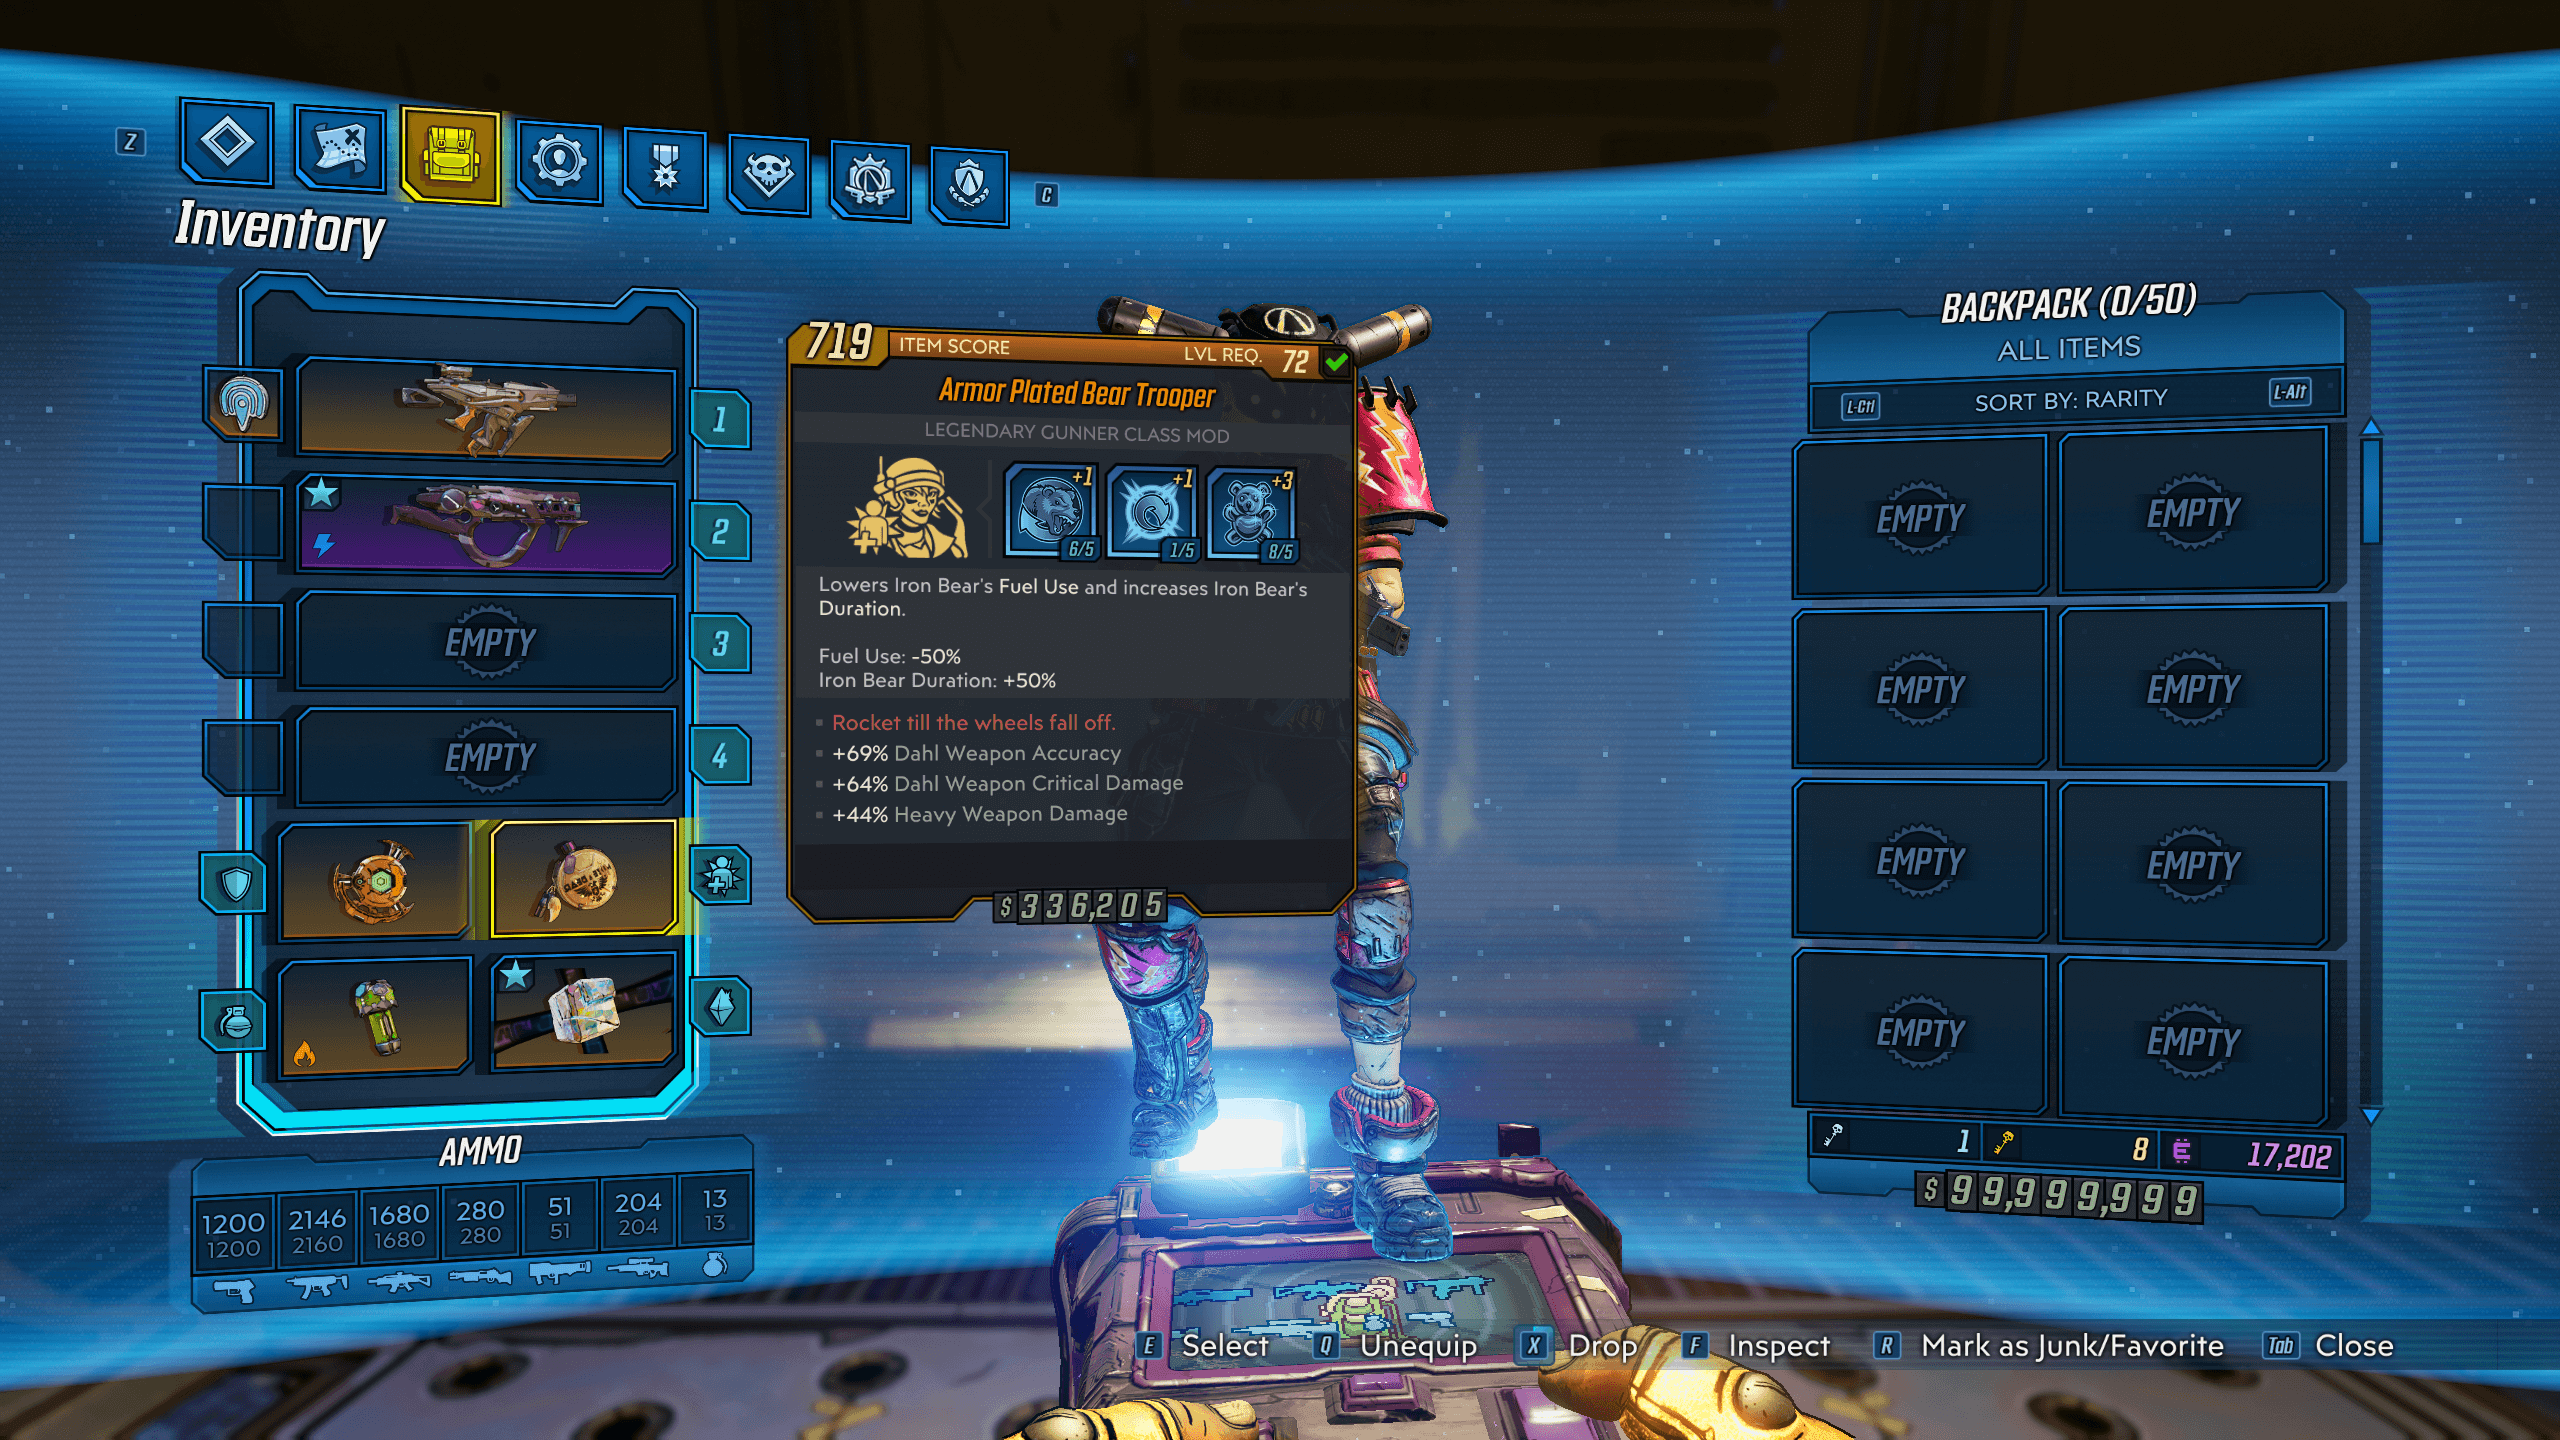 Z
C
Inventory
1
2
EMPTY
3
EMPTY
4
719
ITEM SCORE
LVL REQ. 72
Armor Plated Bear Trooper
LEGENDARY GUNNER CLASS MOD
+1
+1
+3
6/5
1/5
8/5
Lowers Iron Bear's Fuel Use and increases Iron Bear's
Duration.
Fuel Use: -50%
Iron Bear Duration: +50%
Rocket till the wheels fall off.
+69% Dahl Weapon Accuracy
+64% Dahl Weapon Critical Damage
+44% Heavy Weapon Damage
$336,205
BACKPACK (0/50)
ALL ITEMS
L-Ctl
SORT BY: RARITY
L-Alt
EMPTY
EMPTY
EMPTY
EMPTY
EMPTY
EMPTY
EMPTY
EMPTY
1
8
17,202
$99,999,999
AMMO
1200 2146 1680 280 51 204 13
1200 2160 1680 280 51 204 13
E Select
Q Unequip
X Drop
F Inspect
R Mark as Junk/Favorite
Tab Close